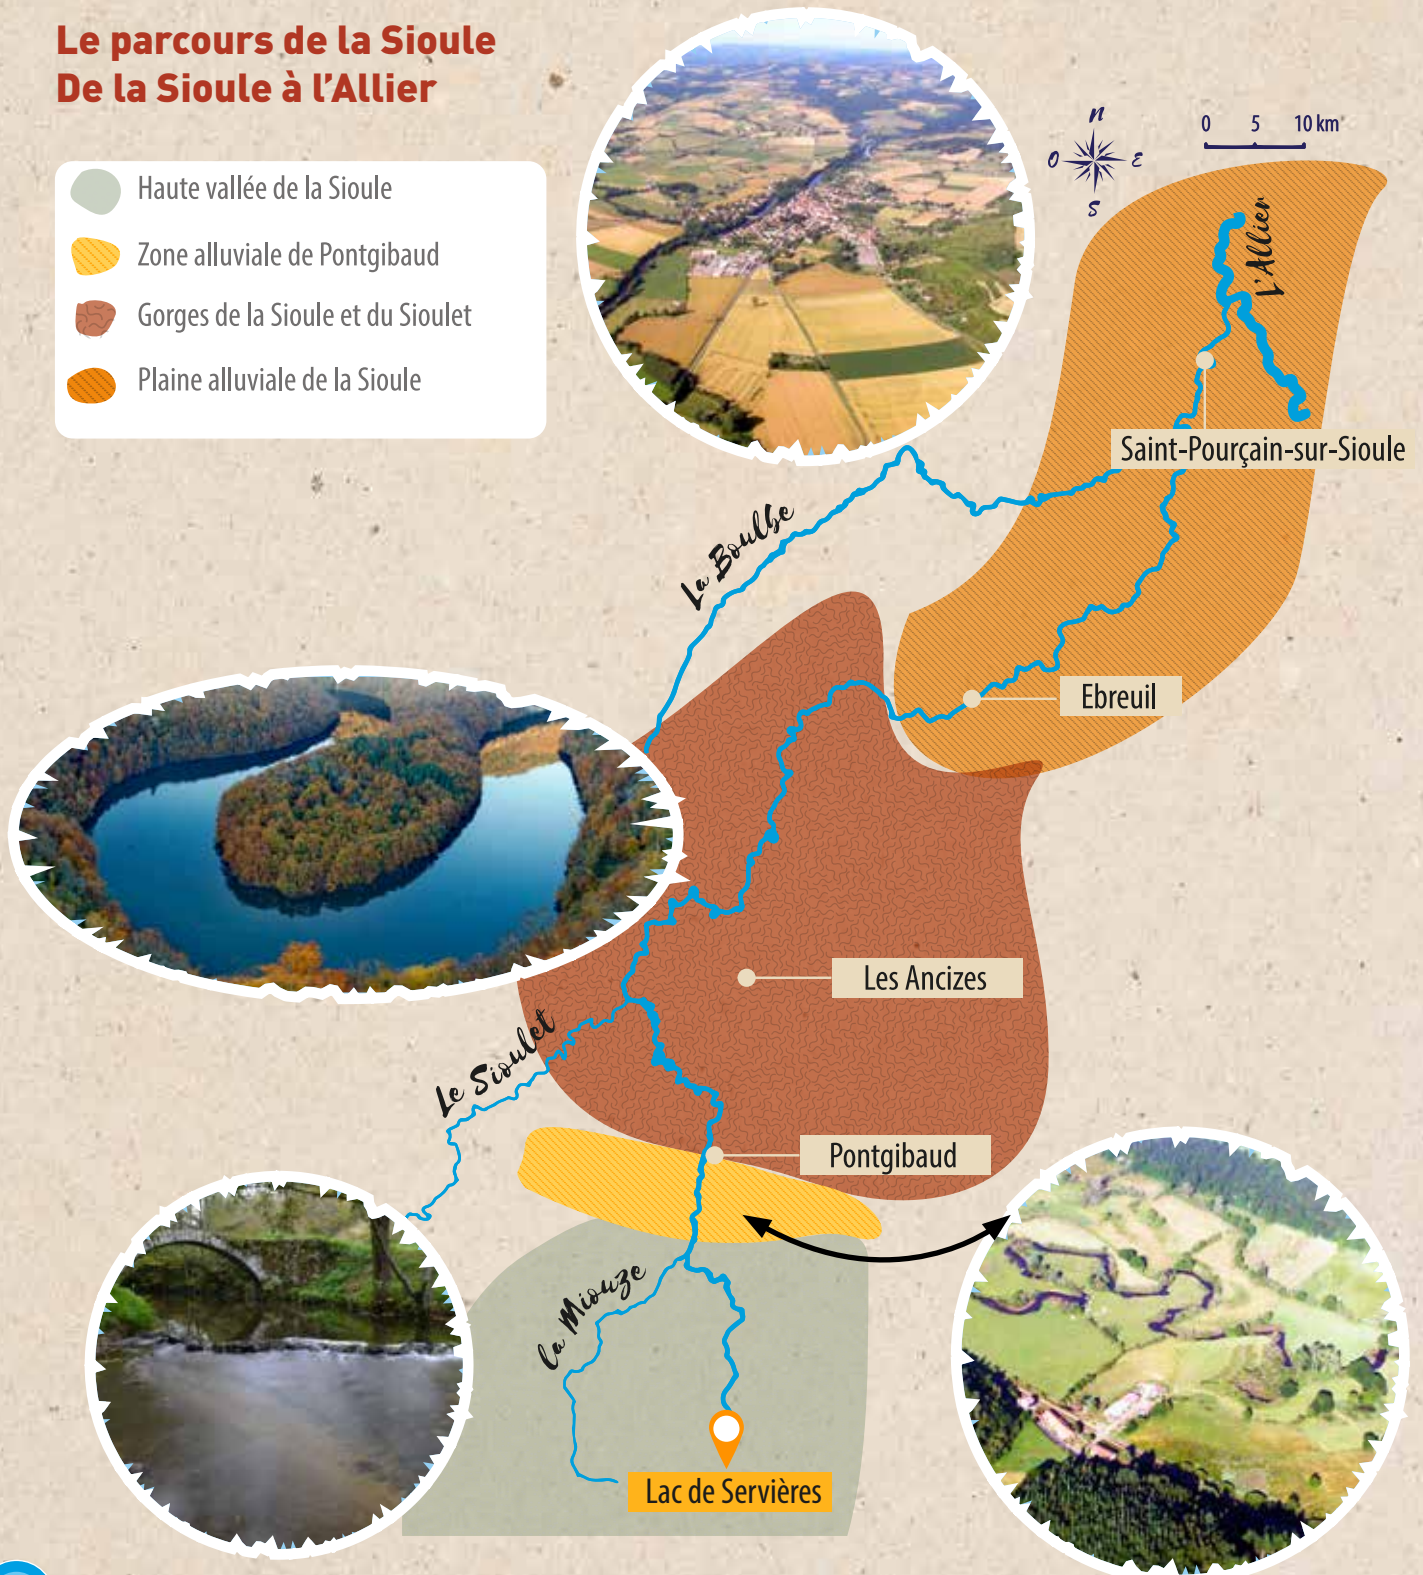 Le parcours de la Sioule
De la Sioule à l'Allier
Haute vallée de la Sioule
Zone alluviale de Pontgibaud
Gorges de la Sioule et du Sioulet
Plaine alluviale de la Sioule
n
O E
S
0 5 10 km
L'Allier
Saint-Pourçain-sur-Sioule
La Boulbe
Ebreuil
Les Ancizes
Le Sioulet
Pontgibaud
la Miouze
Lac de Servières